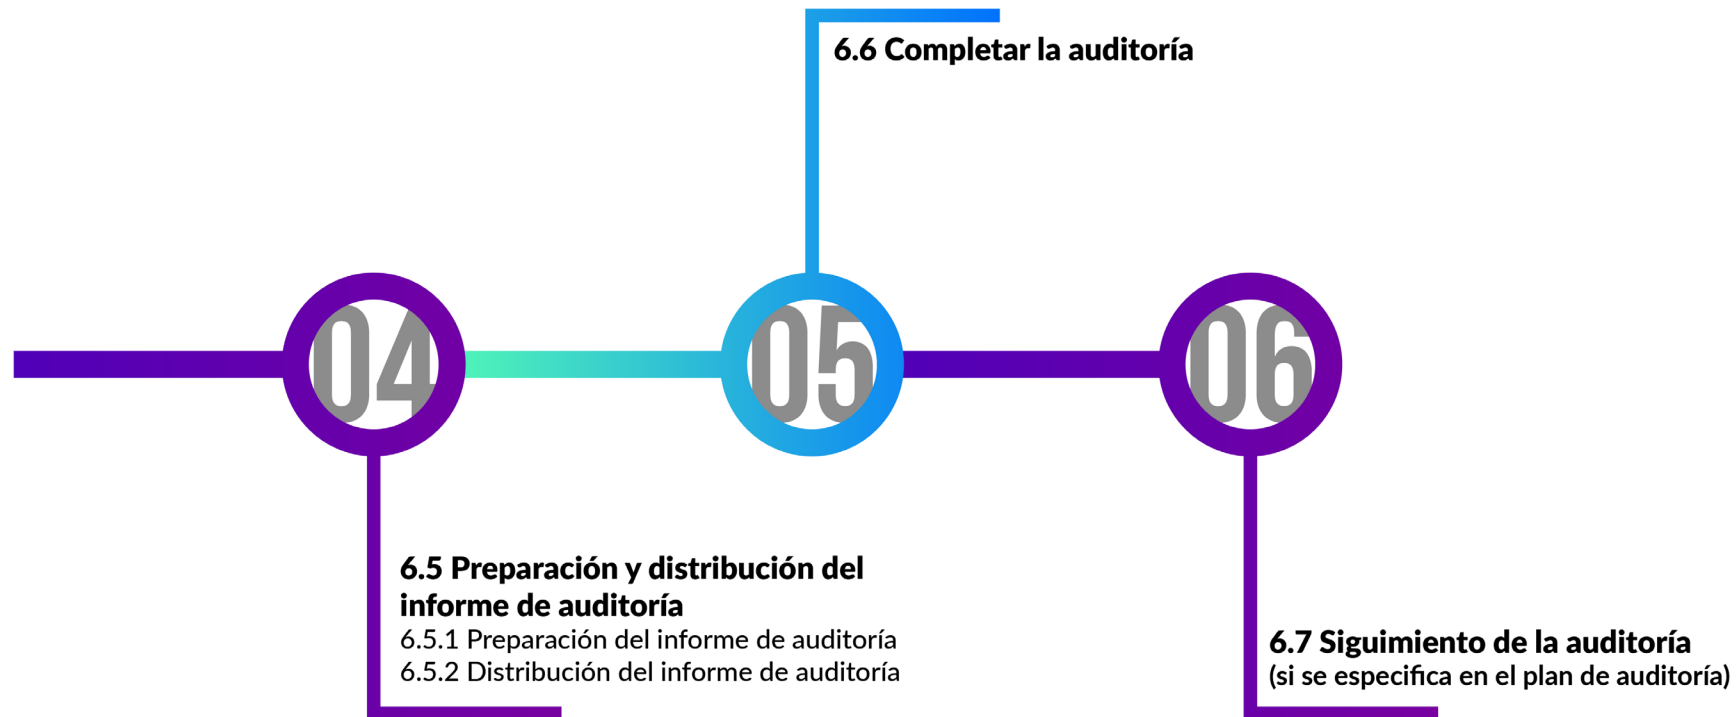 6.6 Completar la auditoría
04
05
06
6.5 Preparación y distribución del
informe de auditoría
6.5.1 Preparación del informe de auditoría
6.5.2 Distribución del informe de auditoría
6.7 Siguimiento de la auditoría
(si se especifica en el plan de auditoría)